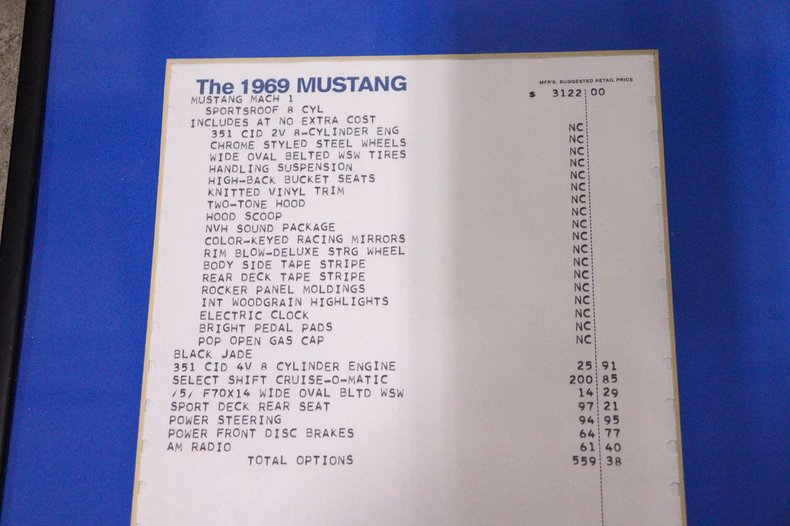 The 1969 MUSTANG
MFR'S. SUGGESTED RETAIL PRICE
MUSTANG MACH 1 $ 3122 00
SPORTSROOF 8 CYL
INCLUDES AT NO EXTRA COST
351 CID 2V 8-CYLINDER ENG NC
CHROME STYLED STEEL WHEELS NC
WIDE OVAL BELTED WSW TIRES NC
HANDLING SUSPENSION NC
HIGH-BACK BUCKET SEATS NC
KNITTED VINYL TRIM NC
TWO-TONE HOOD NC
HOOD SCOOP NC
NVH SOUND PACKAGE NC
COLOR-KEYED RACING MIRRORS NC
RIM BLOW-DELUXE STRG WHEEL NC
BODY SIDE TAPE STRIPE NC
REAR DECK TAPE STRIPE NC
ROCKER PANEL MOLDINGS NC
INT WOODGRAIN HIGHLIGHTS NC
ELECTRIC CLOCK NC
BRIGHT PEDAL PADS NC
POP OPEN GAS CAP NC
BLACK JADE
351 CID 4V 8 CYLINDER ENGINE 25 91
SELECT SHIFT CRUISE-O-MATIC 200 85
/5/ F70X14 WIDE OVAL BLTD WSW 14 29
SPORT DECK REAR SEAT 97 21
POWER STEERING 94 95
POWER FRONT DISC BRAKES 64 77
AM RADIO 61 40
TOTAL OPTIONS 559 38